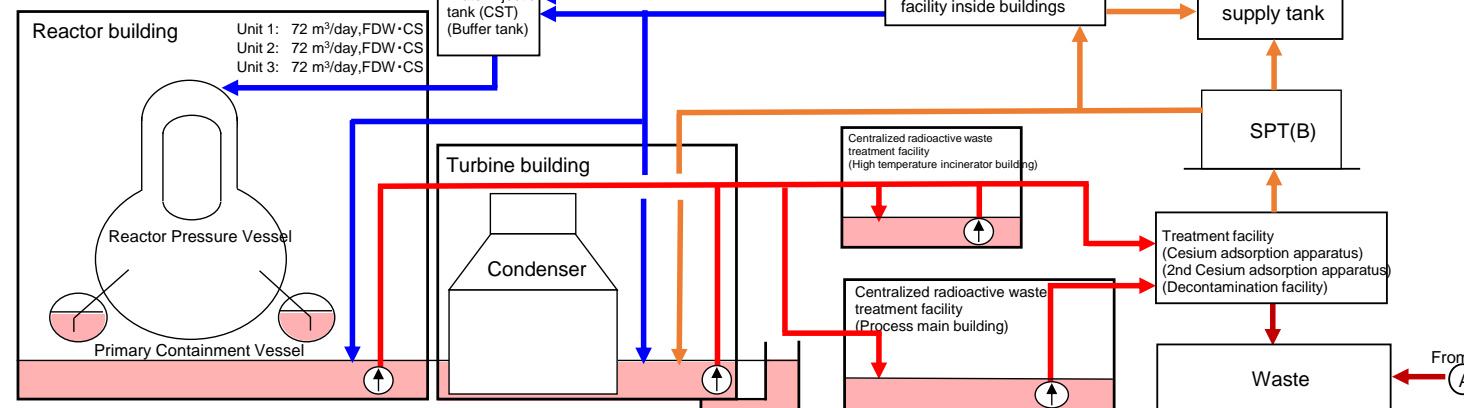 tank (CST)
(Buffer tank)
facility inside buildings
supply tank
Reactor building
Unit 1: 72 m³/day,FDW・CS
Unit 2: 72 m³/day,FDW・CS
Unit 3: 72 m³/day,FDW・CS
SPT(B)
Centralized radioactive waste
treatment facility
(High temperature incinerator building)
Turbine building
Reactor Pressure Vessel
Condenser
Treatment facility
(Cesium adsorption apparatus)
(2nd Cesium adsorption apparatus)
(Decontamination facility)
Centralized radioactive waste
treatment facility
(Process main building)
Primary Containment Vessel
Waste
From
A